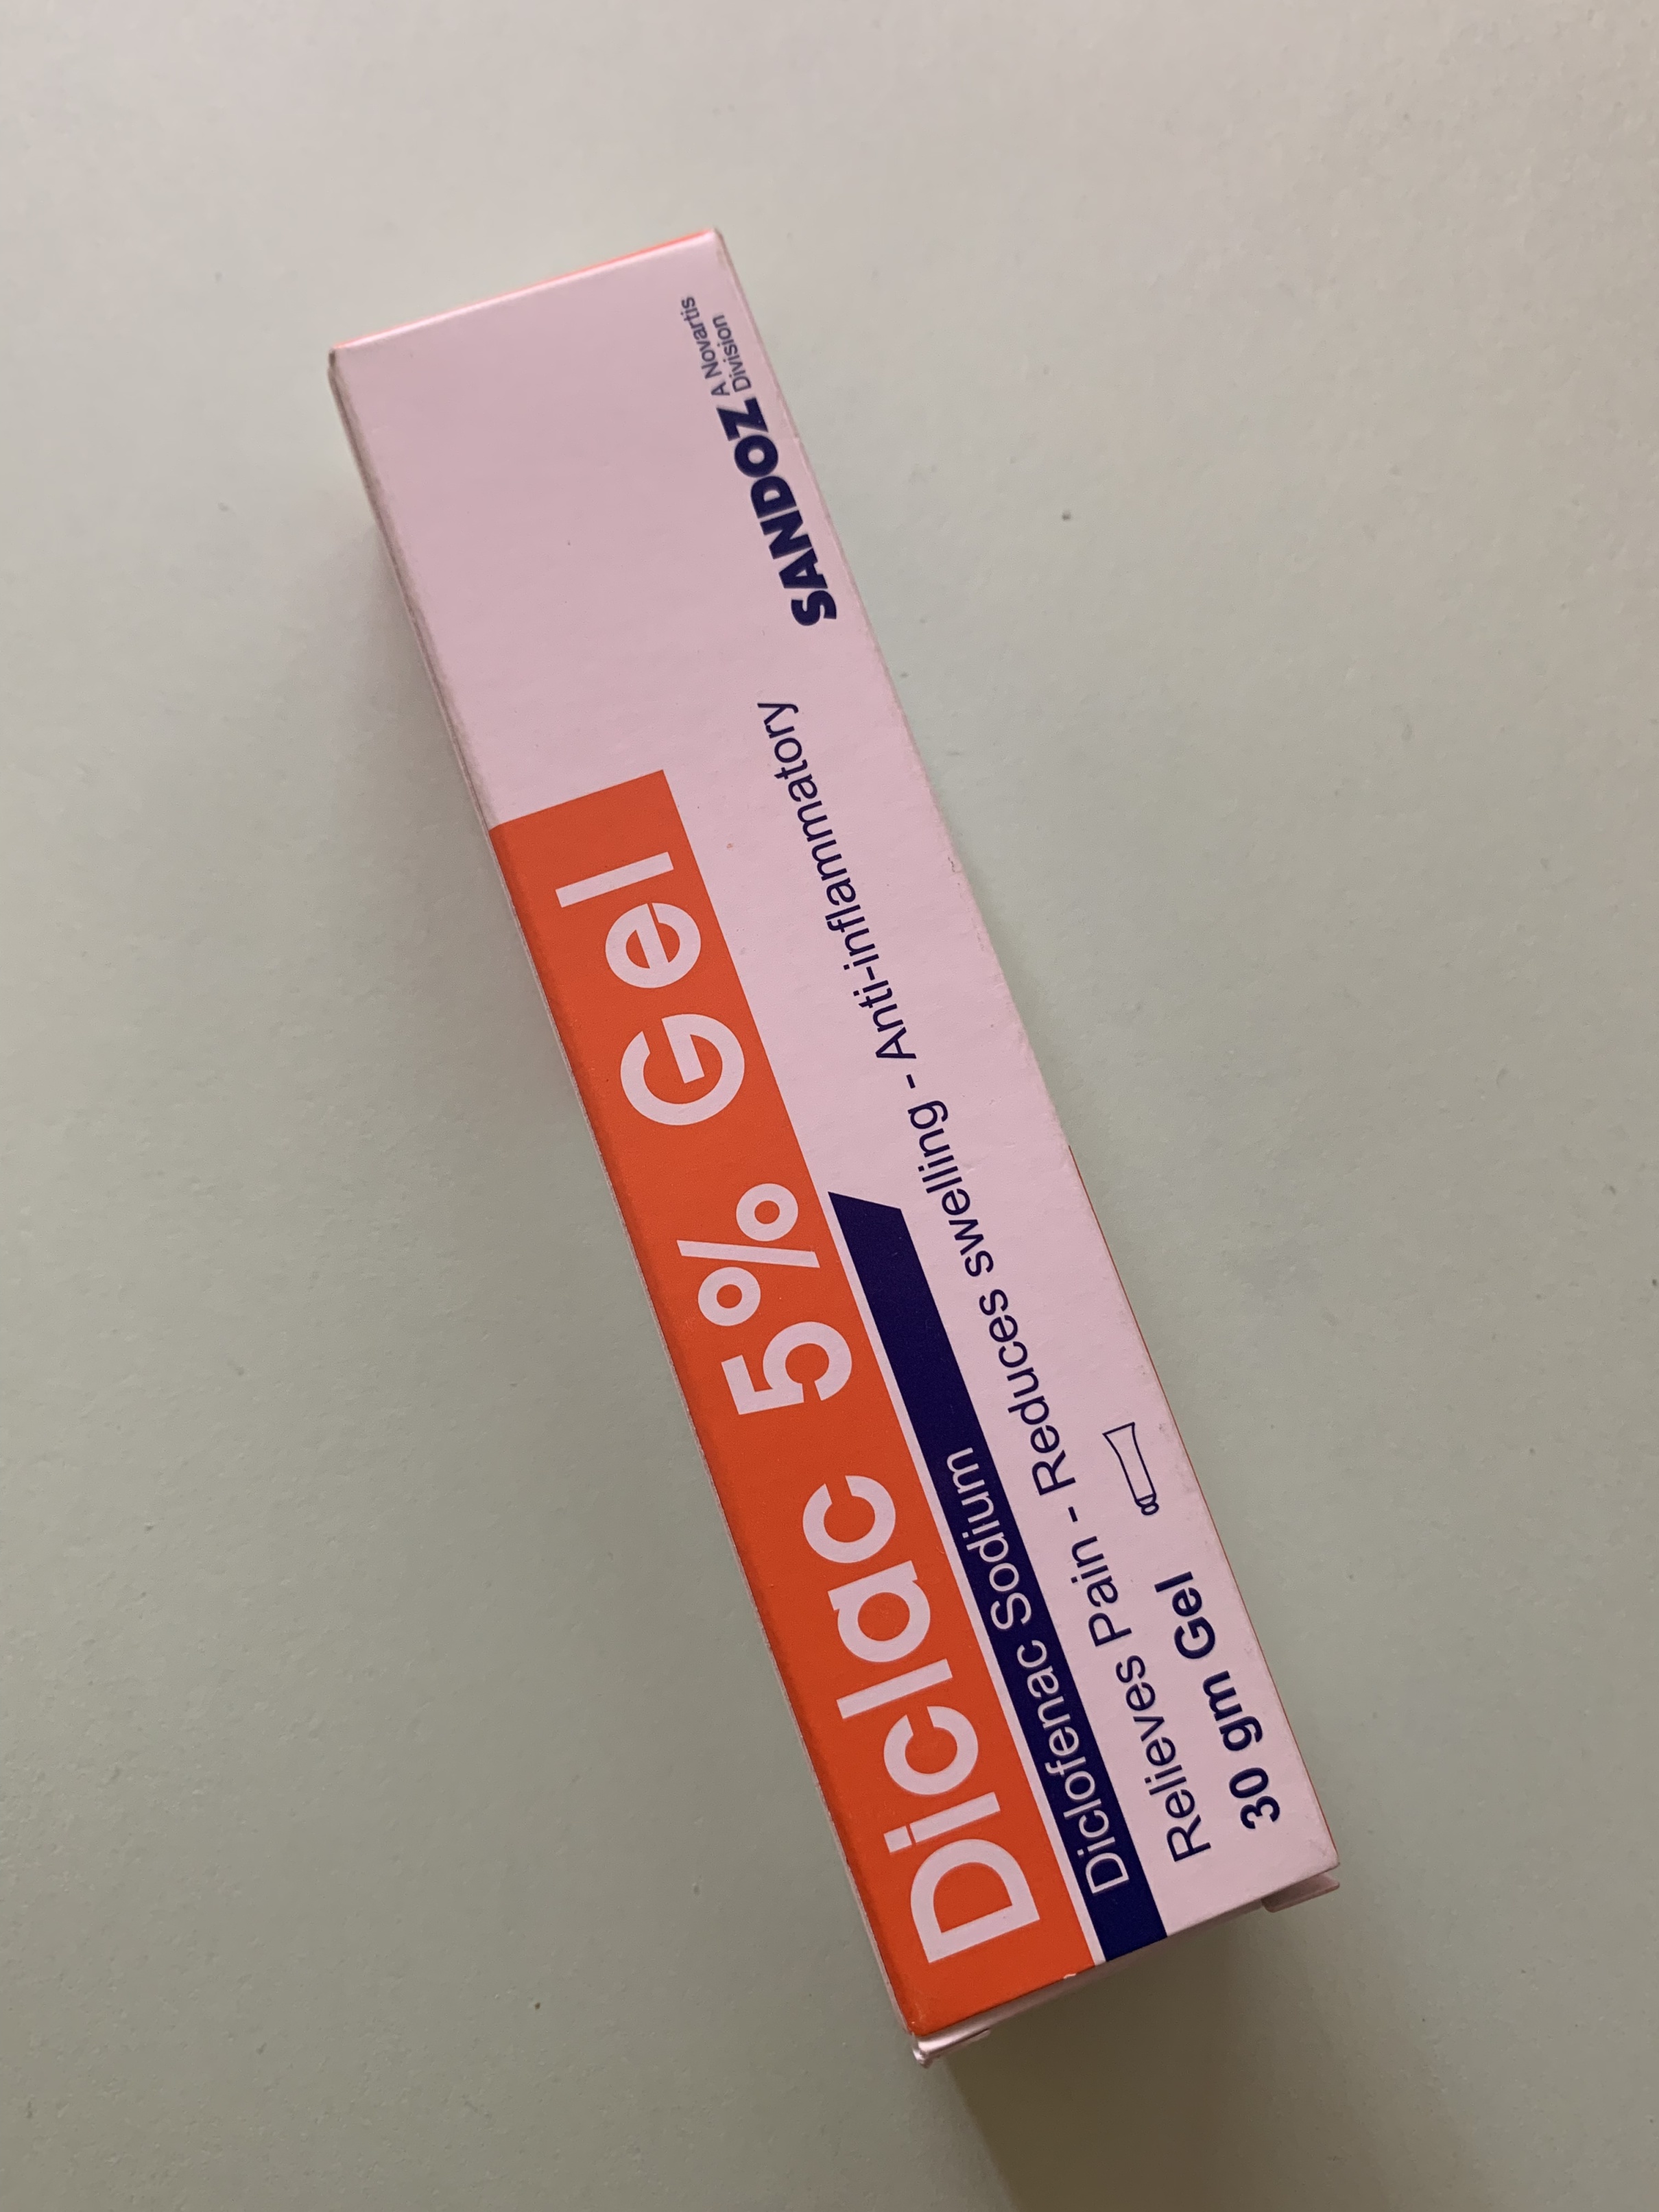 Diclac 5% Gel
Diclofenac Sodium
Relieves Pain - Reduces swelling - Anti-inflammatory
30 gm Gel
SANDOZ A Novartis
Division